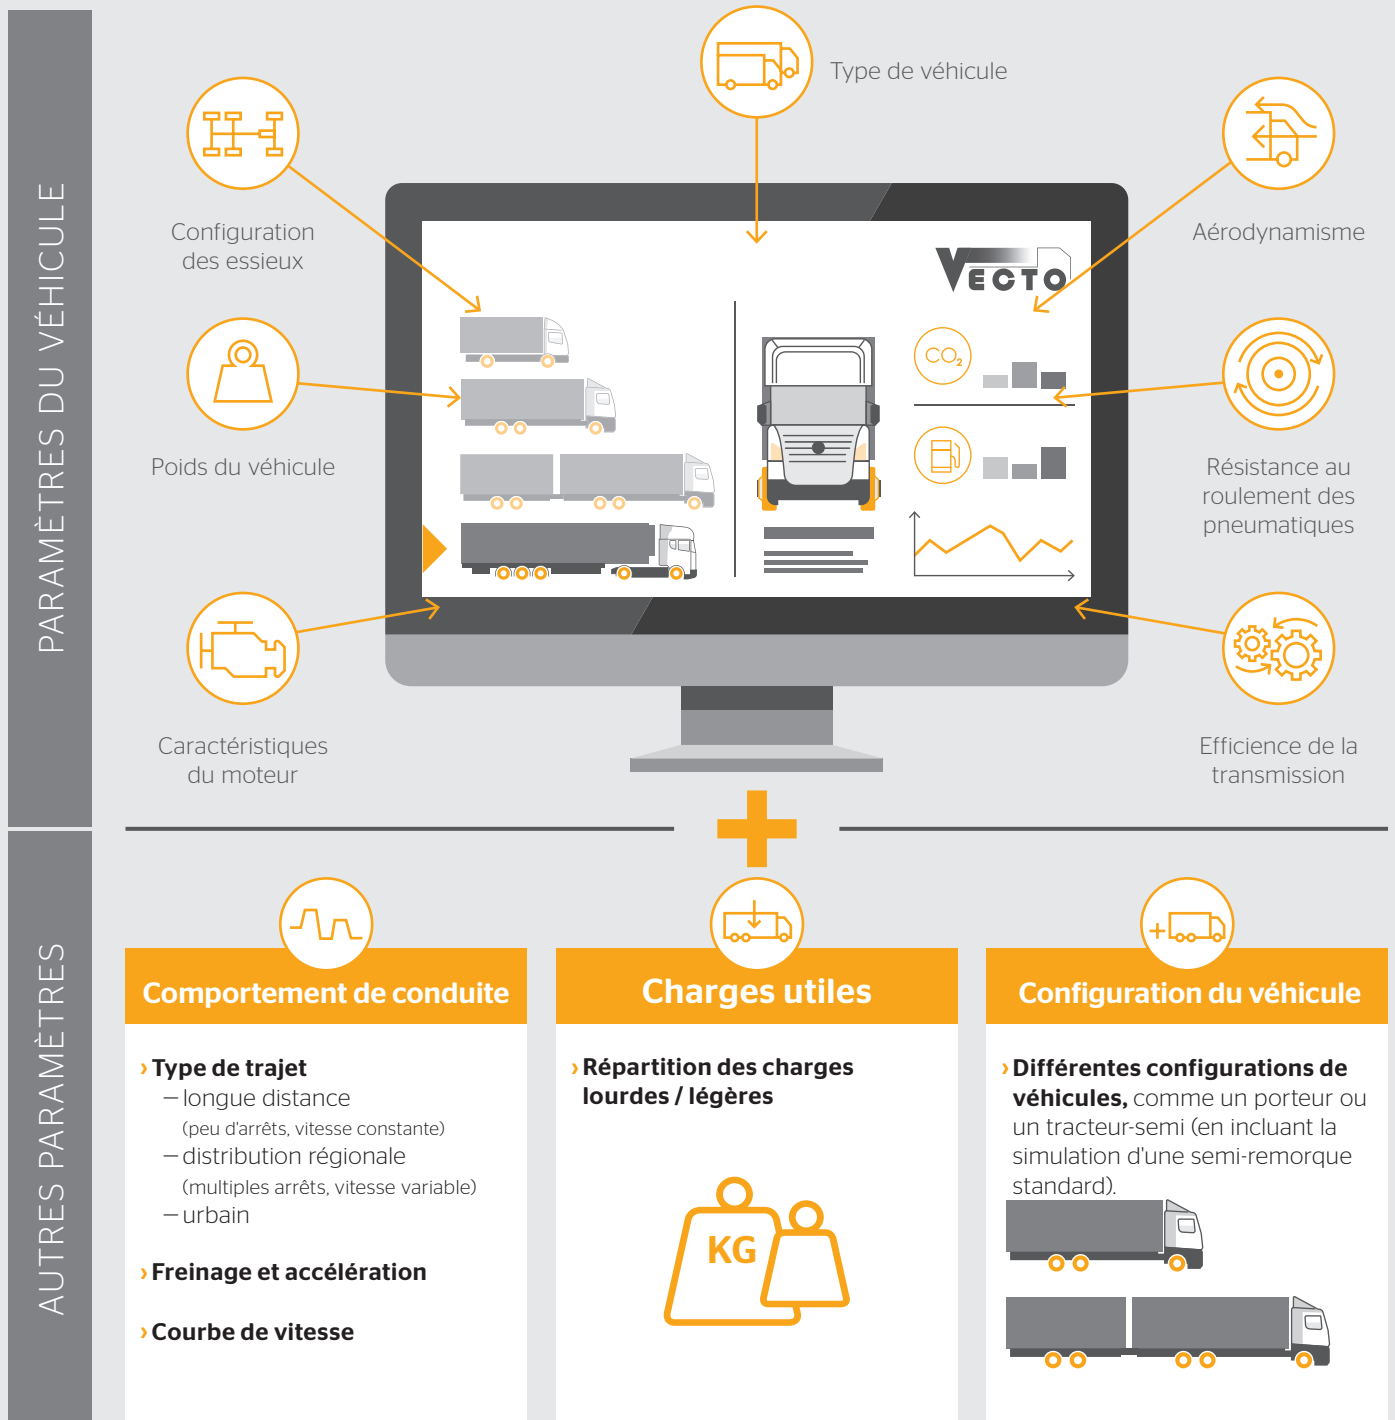 PARAMÈTRES DU VÉHICULE
Type de véhicule
Configuration
des essieux
Aérodynamisme
VECTO
CO₂
Poids du véhicule
Résistance au
roulement des
pneumatiques
Caractéristiques
du moteur
Efficience de la
transmission
AUTRES PARAMÈTRES
Comportement de conduite
› Type de trajet
– longue distance
(peu d'arrêts, vitesse constante)
– distribution régionale
(multiples arrêts, vitesse variable)
– urbain
› Freinage et accélération
› Courbe de vitesse
Charges utiles
› Répartition des charges
lourdes / légères
KG
Configuration du véhicule
› Différentes configurations de
véhicules, comme un porteur ou
un tracteur-semi (en incluant la
simulation d'une semi-remorque
standard).